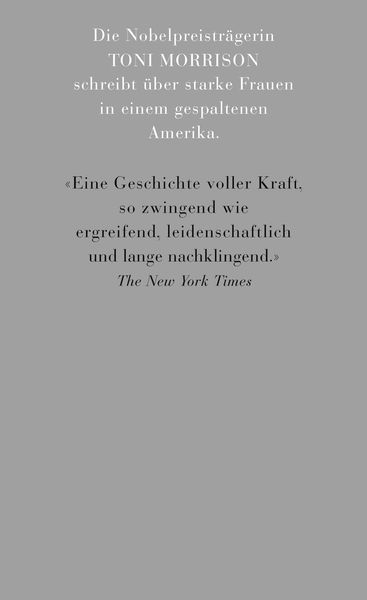 Die Nobelpreisträgerin
TONI MORRISON
schreibt über starke Frauen
in einem gespaltenen
Amerika.
«Eine Geschichte voller Kraft,
so zwingend wie
ergreifend, leidenschaftlich
und lange nachklingend.»
The New York Times